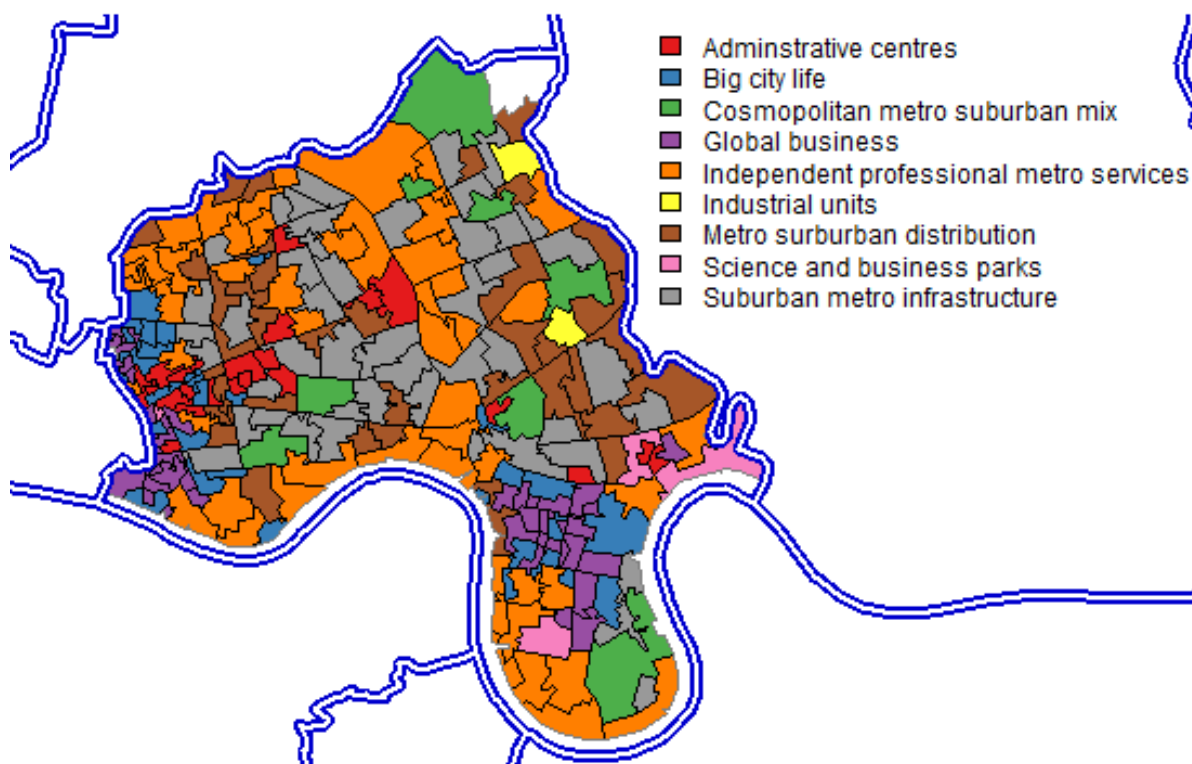 Adminstrative centres
Big city life
Cosmopolitan metro suburban mix
Global business
Independent professional metro services
Industrial units
Metro surburban distribution
Science and business parks
Suburban metro infrastructure